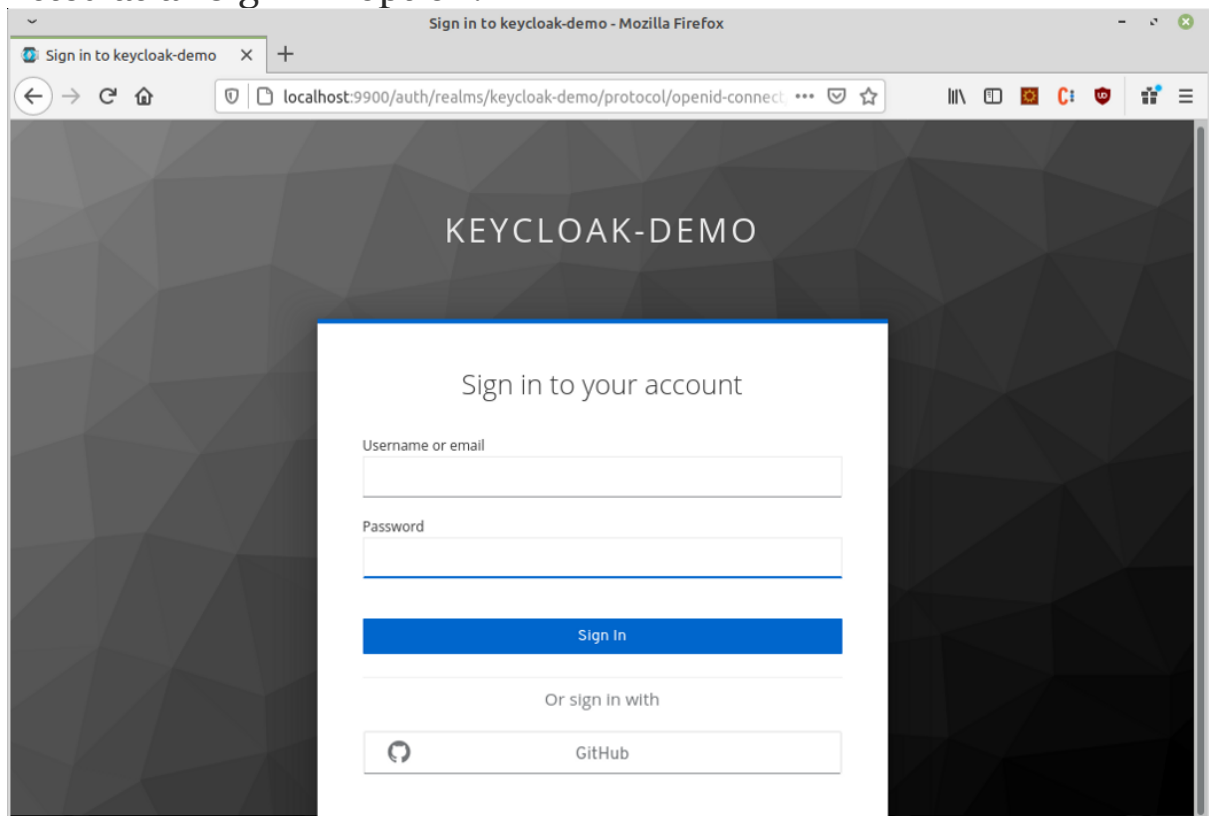 Sign in to keycloak-demo - Mozilla Firefox
Sign in to keycloak-demo
localhost:9900/auth/realms/keycloak-demo/protocol/openid-connect
KEYCLOAK-DEMO
Sign in to your account
Username or email
Password
Sign In
Or sign in with
GitHub